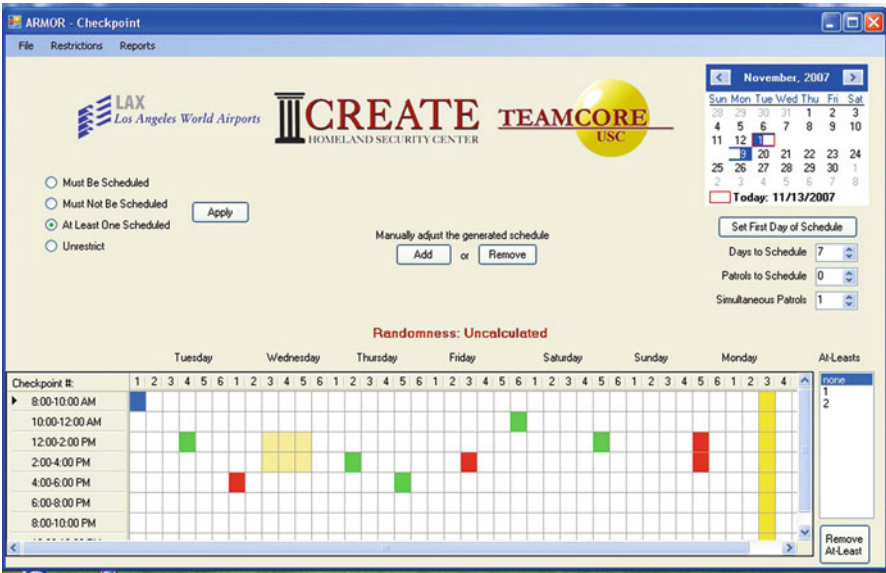 ARMOR - Checkpoint
File Restrictions Reports
LAX
Los Angeles World Airports
CREATE
HOMELAND SECURITY CENTER
TEAMCORE
USC
November, 2007
Sun Mon Tue Wed Thu Fri Sat
28 29 30 31 1 2 3
4 5 6 7 8 9 10
11 12 1
9 20 21 22 23 24
25 26 27 28 29 30 1
2 3 4 5 6 7 8
Today: 11/13/2007
Must Be Scheduled
Must Not Be Scheduled
At Least One Scheduled
Unrestrict
Apply
Manually adjust the generated schedule
Add or Remove
Set First Day of Schedule
Days to Schedule 7
Patrols to Schedule 0
Simultaneous Patrols 1
Randomness: Uncalculated
Tuesday Wednesday Thursday Friday Saturday Sunday Monday At-Leasts
Checkpoint #: 1 2 3 4 5 6 1 2 3 4 5 6 1 2 3 4 5 6 1 2 3 4 5 6 1 2 3 4 5 6 1 2 3 4 5 6 1 2 3 4
8:00-10:00 AM
10:00-12:00 AM
12:00-2:00 PM
2:00-4:00 PM
4:00-6:00 PM
6:00-8:00 PM
8:00-10:00 PM
none
1
2
Remove
At-Least